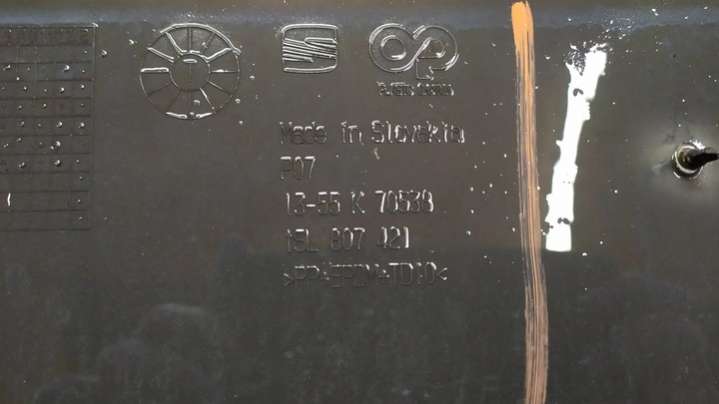 Made in Slovakia
P07
13-55 K 70538
1SL 807 421
>PP+EPDM+TD10<